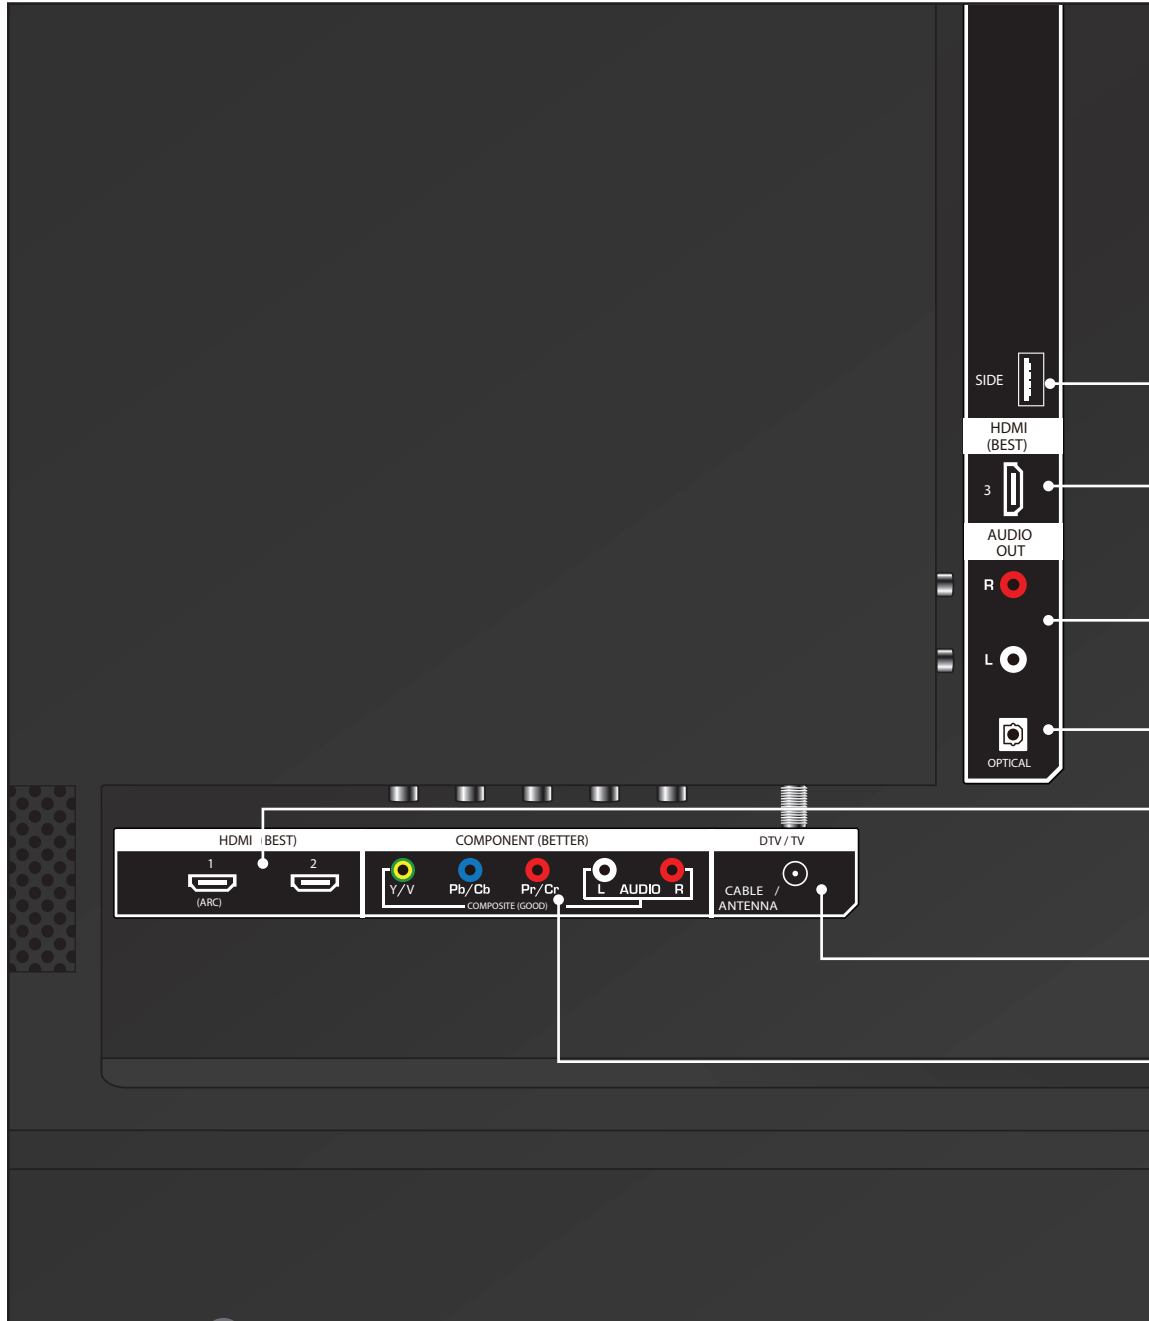 SIDE
HDMI
(BEST)
3
AUDIO
OUT
R
L
OPTICAL
HDMI (BEST)
COMPONENT (BETTER)
DTV / TV
1
2
(ARC)
Y/V
Pb/Cb
Pr/Cr
L AUDIO R
COMPOSITE (GOOD)
CABLE /
ANTENNA